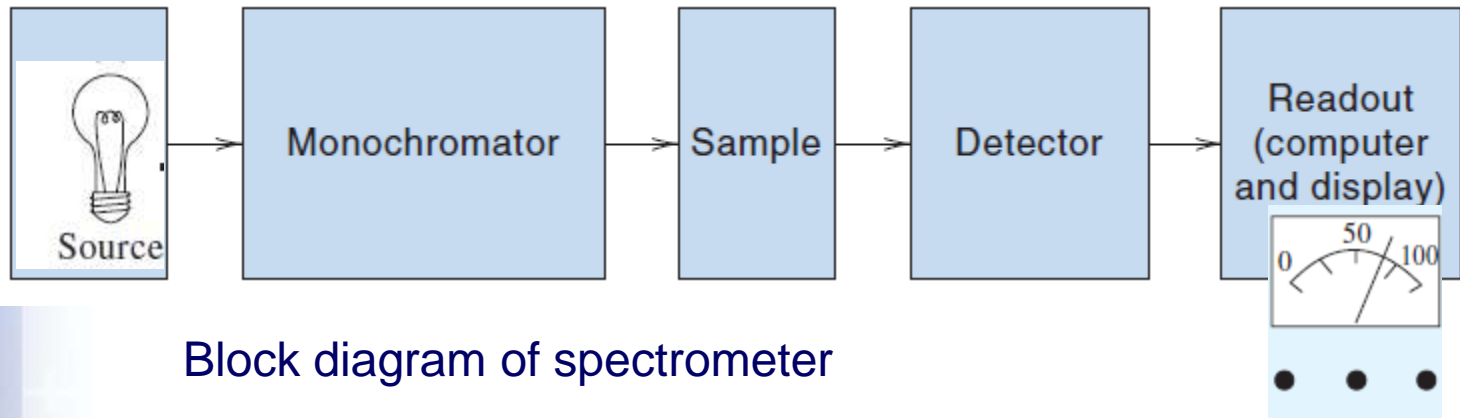 Source
Monochromator
Sample
Detector
Readout
(computer
and display)
0 50 100
Block diagram of spectrometer